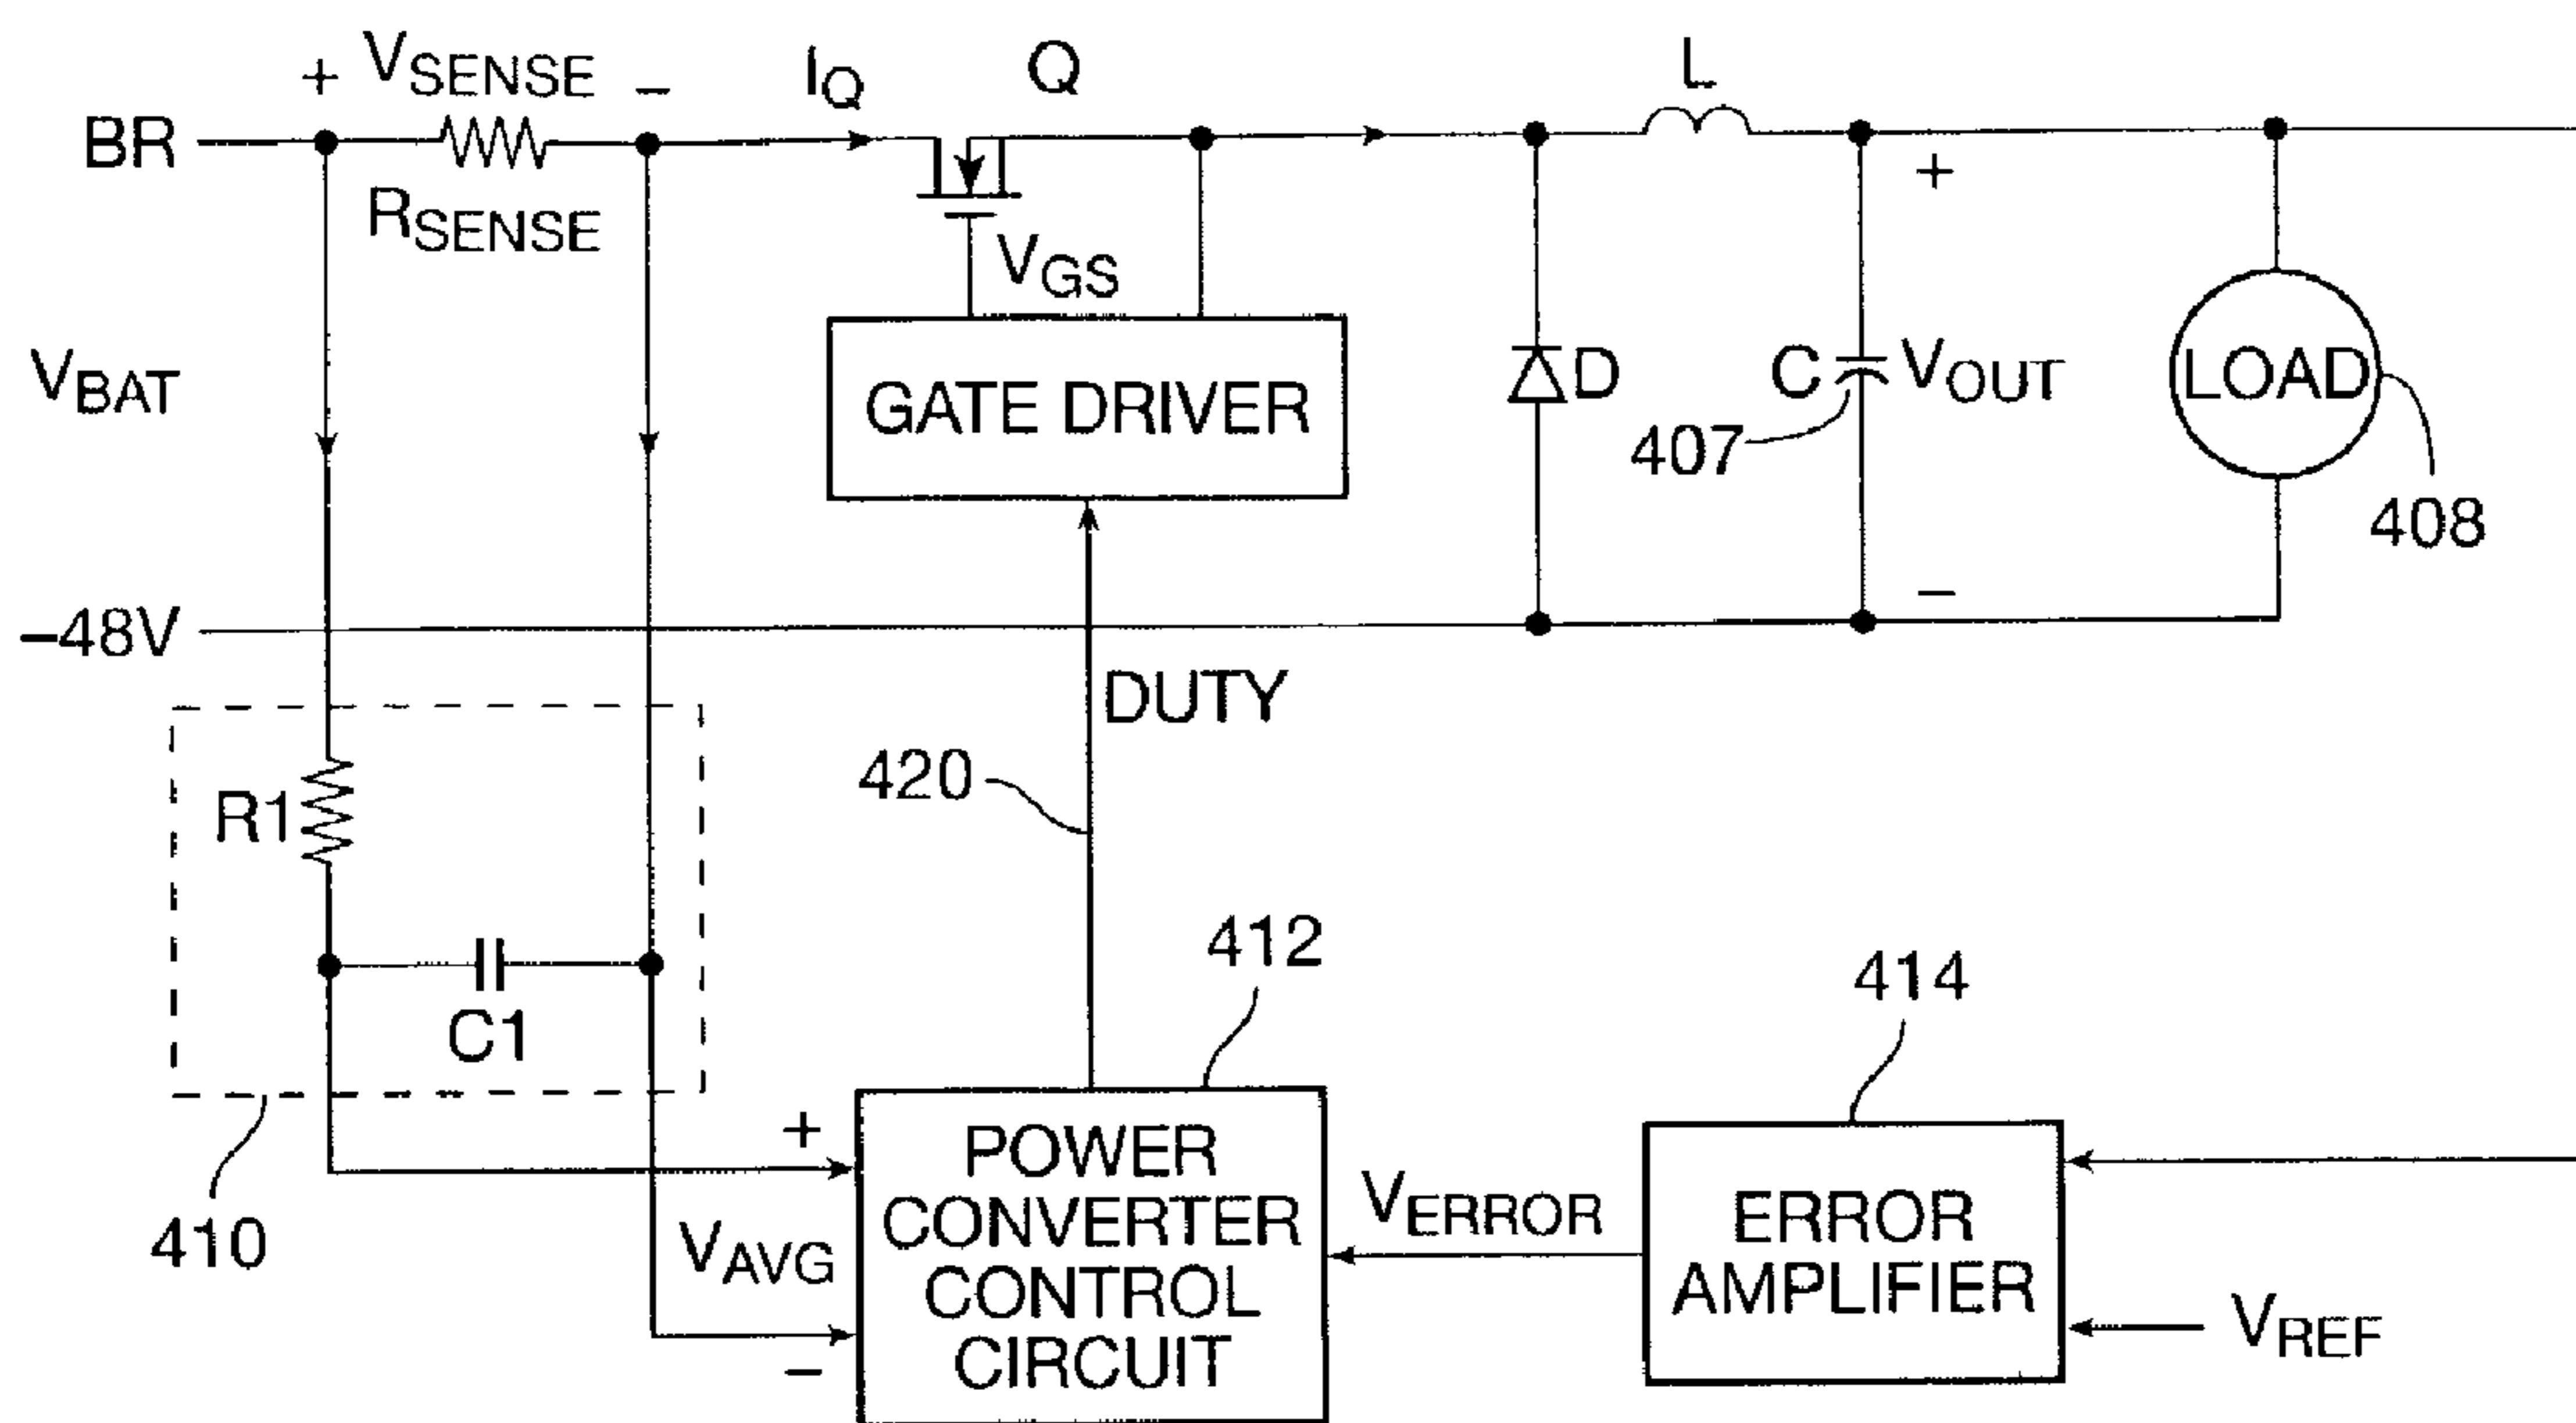 + VSENSE −
IQ
Q
L
BR
RSENSE
+
VGS
VBAT
GATE DRIVER
D
C
VOUT
LOAD
407
408
−
−48V
DUTY
420
R1
C1
412
414
410
+
VAVG
−
POWER
CONVERTER
CONTROL
CIRCUIT
VERROR
ERROR
AMPLIFIER
VREF